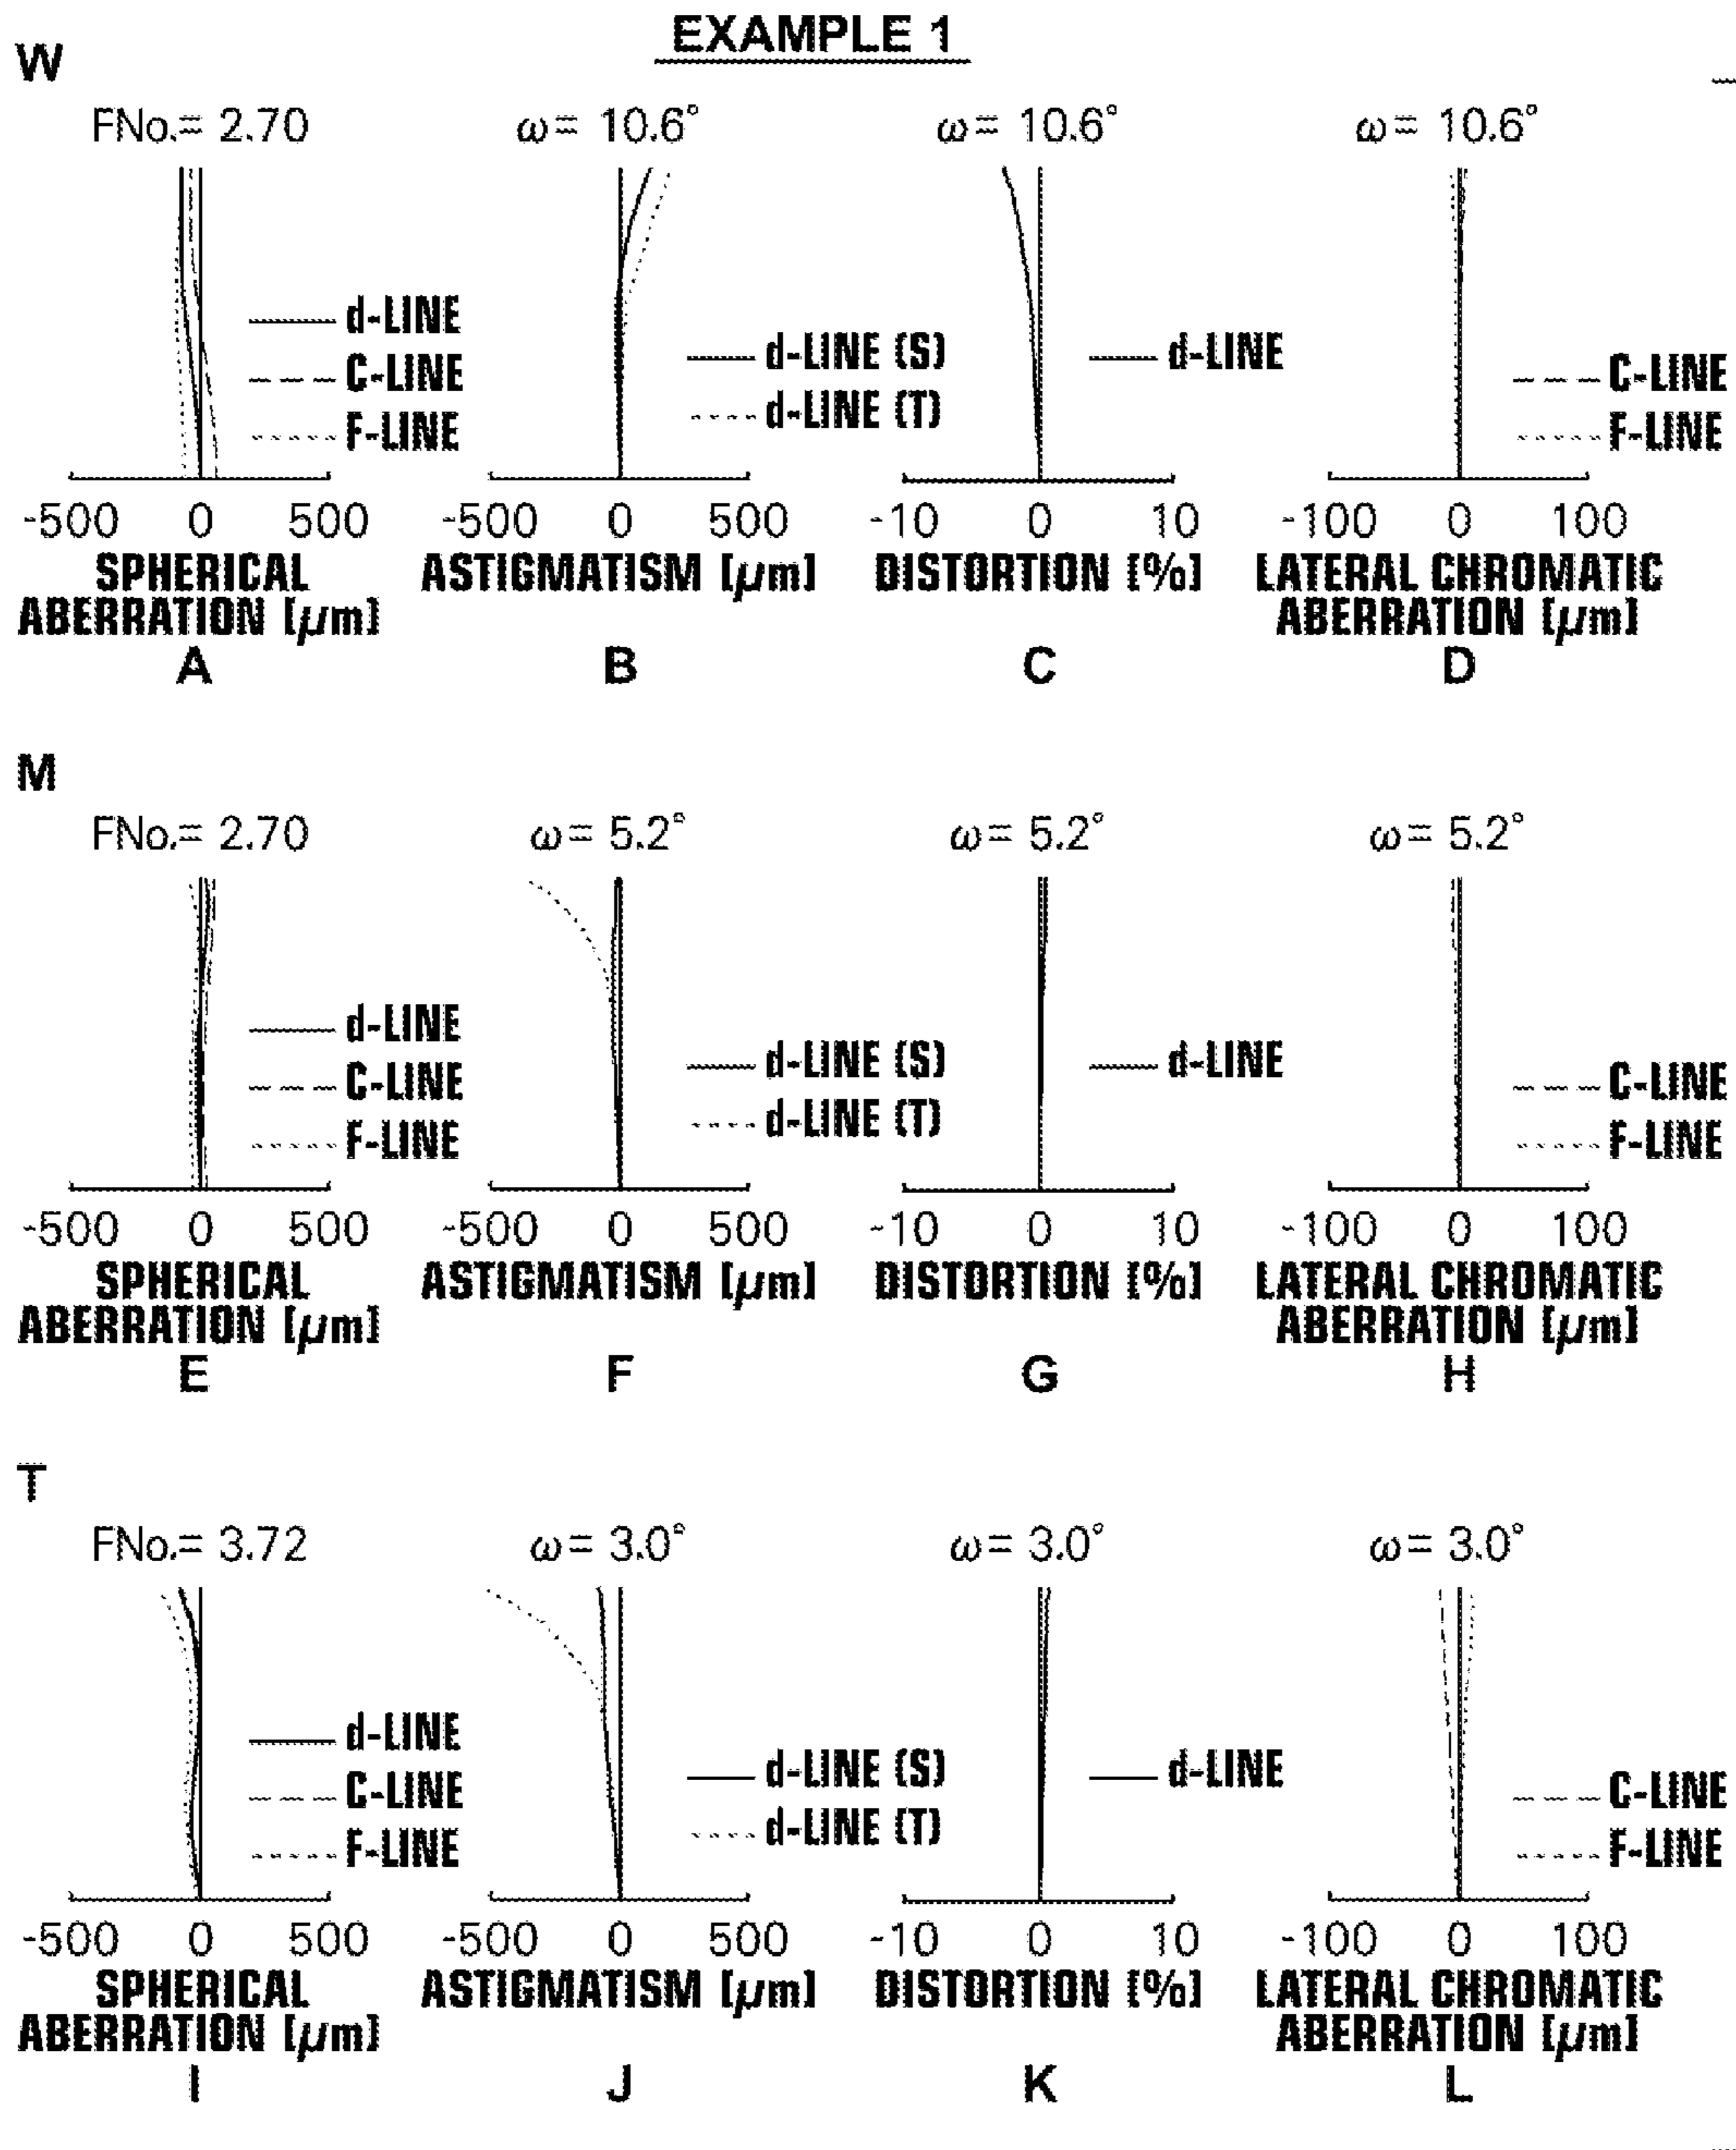 EXAMPLE 1
W
FNo.= 2.70
ω= 10.6°
ω= 10.6°
ω= 10.6°
d-LINE
C-LINE
F-LINE
d-LINE (S)
d-LINE (T)
d-LINE
C-LINE
F-LINE
-500 0 500
-500 0 500
-10 0 10
-100 0 100
SPHERICAL
ABERRATION [μm]
ASTIGMATISM [μm]
DISTORTION [%]
LATERAL CHROMATIC
ABERRATION [μm]
A
B
C
D
M
FNo.= 2.70
ω= 5.2°
ω= 5.2°
ω= 5.2°
d-LINE
C-LINE
F-LINE
d-LINE (S)
d-LINE (T)
d-LINE
C-LINE
F-LINE
-500 0 500
-500 0 500
-10 0 10
-100 0 100
SPHERICAL
ABERRATION [μm]
ASTIGMATISM [μm]
DISTORTION [%]
LATERAL CHROMATIC
ABERRATION [μm]
E
F
G
H
T
FNo.= 3.72
ω= 3.0°
ω= 3.0°
ω= 3.0°
d-LINE
C-LINE
F-LINE
d-LINE (S)
d-LINE (T)
d-LINE
C-LINE
F-LINE
-500 0 500
-500 0 500
-10 0 10
-100 0 100
SPHERICAL
ABERRATION [μm]
ASTIGMATISM [μm]
DISTORTION [%]
LATERAL CHROMATIC
ABERRATION [μm]
I
J
K
L